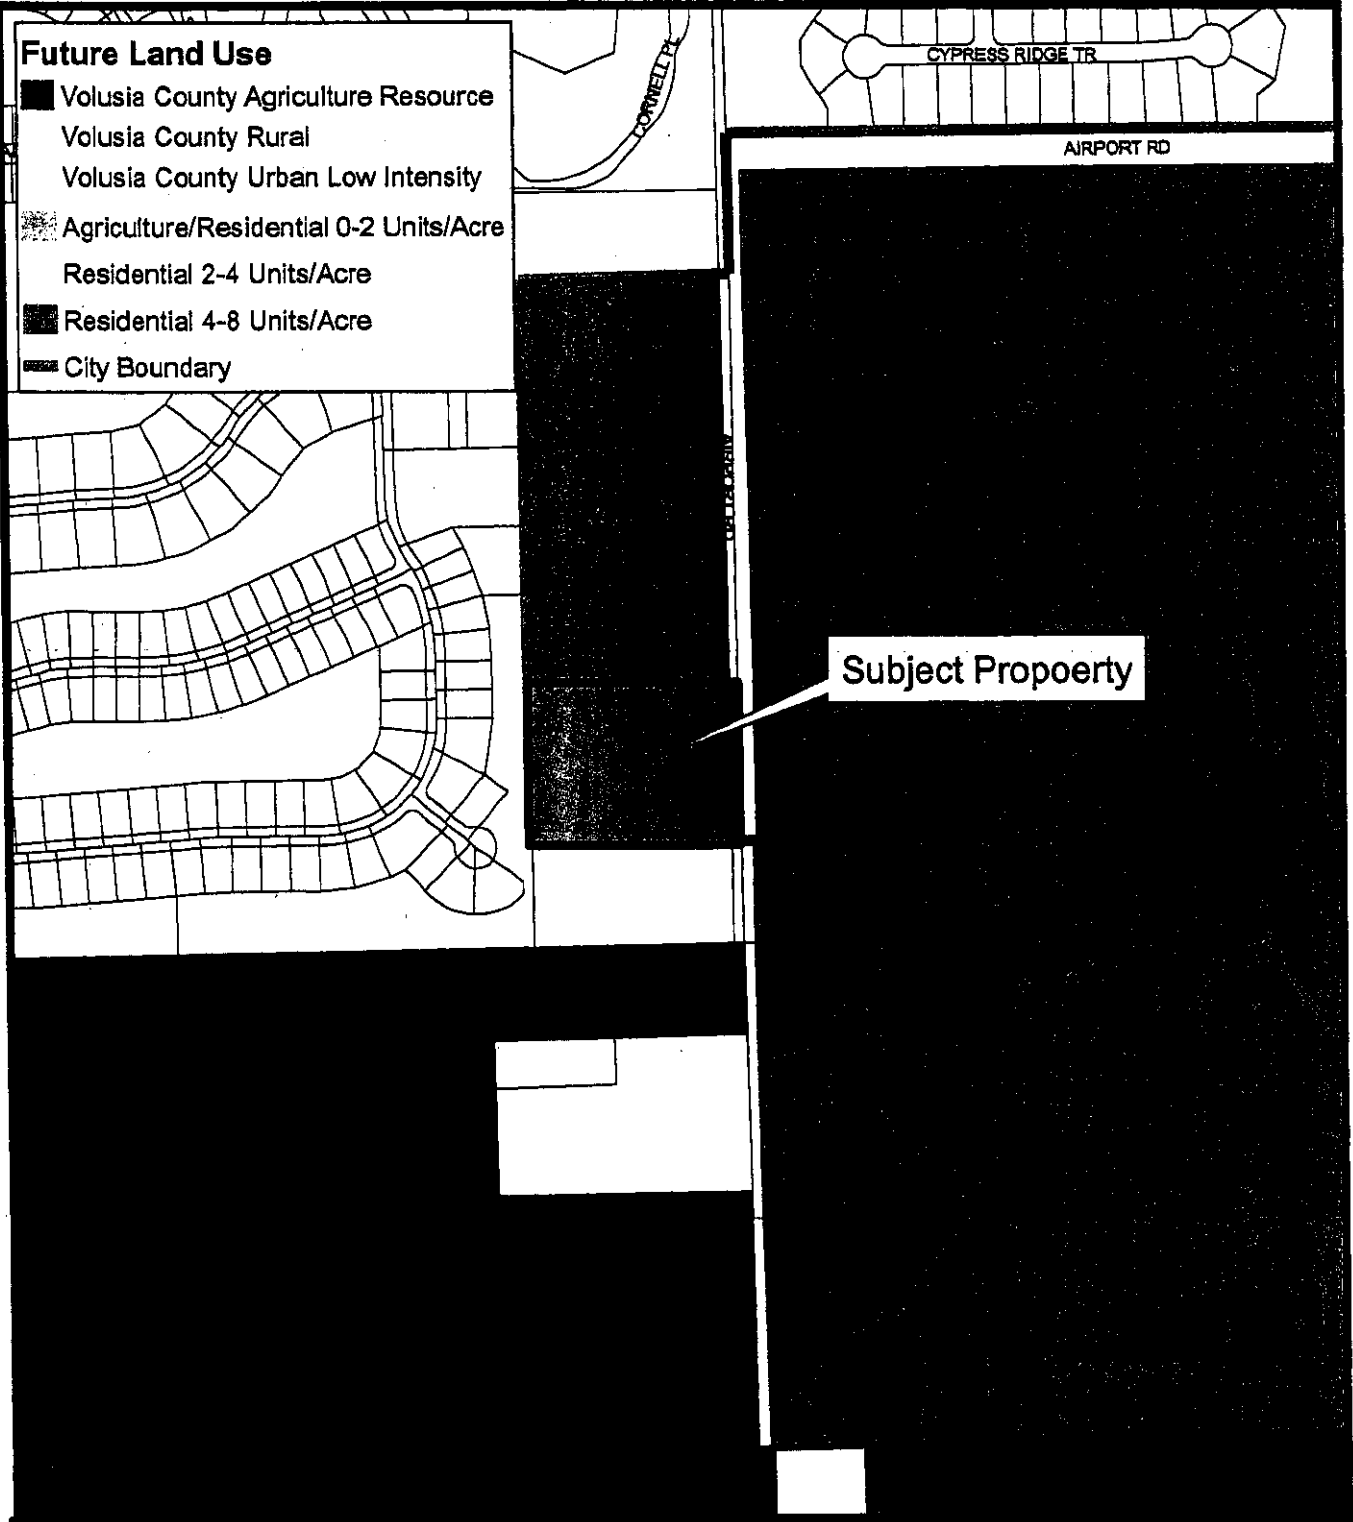 Future Land Use
Volusia County Agriculture Resource
Volusia County Rural
Volusia County Urban Low Intensity
Agriculture/Residential 0-2 Units/Acre
Residential 2-4 Units/Acre
Residential 4-8 Units/Acre
City Boundary
CORNELL PL
CYPRESS RIDGE TR
AIRPORT RD
Subject Propoerty